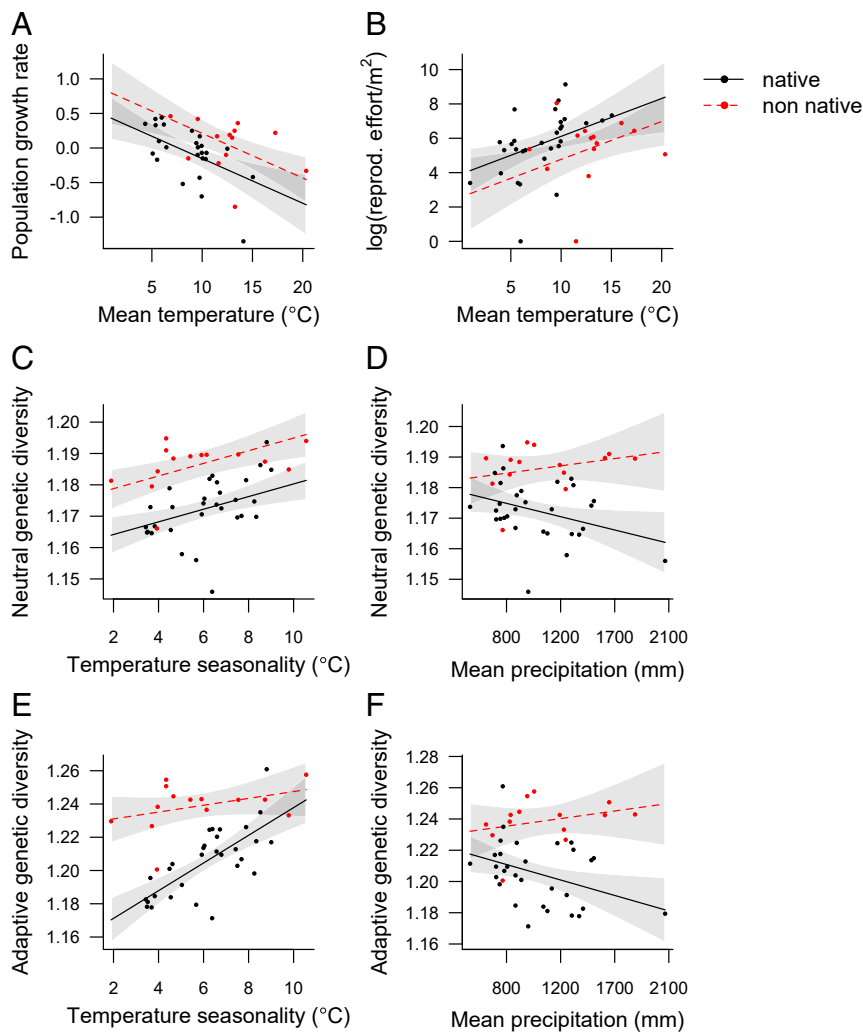 A
Population growth rate
1.0
0.5
0.0
-0.5
-1.0
5 10 15 20
Mean temperature (°C)
B
log(reprod. effort/m²)
10
8
6
4
2
0
5 10 15 20
Mean temperature (°C)
native
non native
C
Neutral genetic diversity
1.20
1.19
1.18
1.17
1.16
1.15
2 4 6 8 10
Temperature seasonality (°C)
D
Neutral genetic diversity
1.20
1.19
1.18
1.17
1.16
1.15
800 1200 1700 2100
Mean precipitation (mm)
E
Adaptive genetic diversity
1.26
1.24
1.22
1.20
1.18
1.16
2 4 6 8 10
Temperature seasonality (°C)
F
Adaptive genetic diversity
1.28
1.26
1.24
1.22
1.20
1.18
1.16
1.14
800 1200 1700 2100
Mean precipitation (mm)